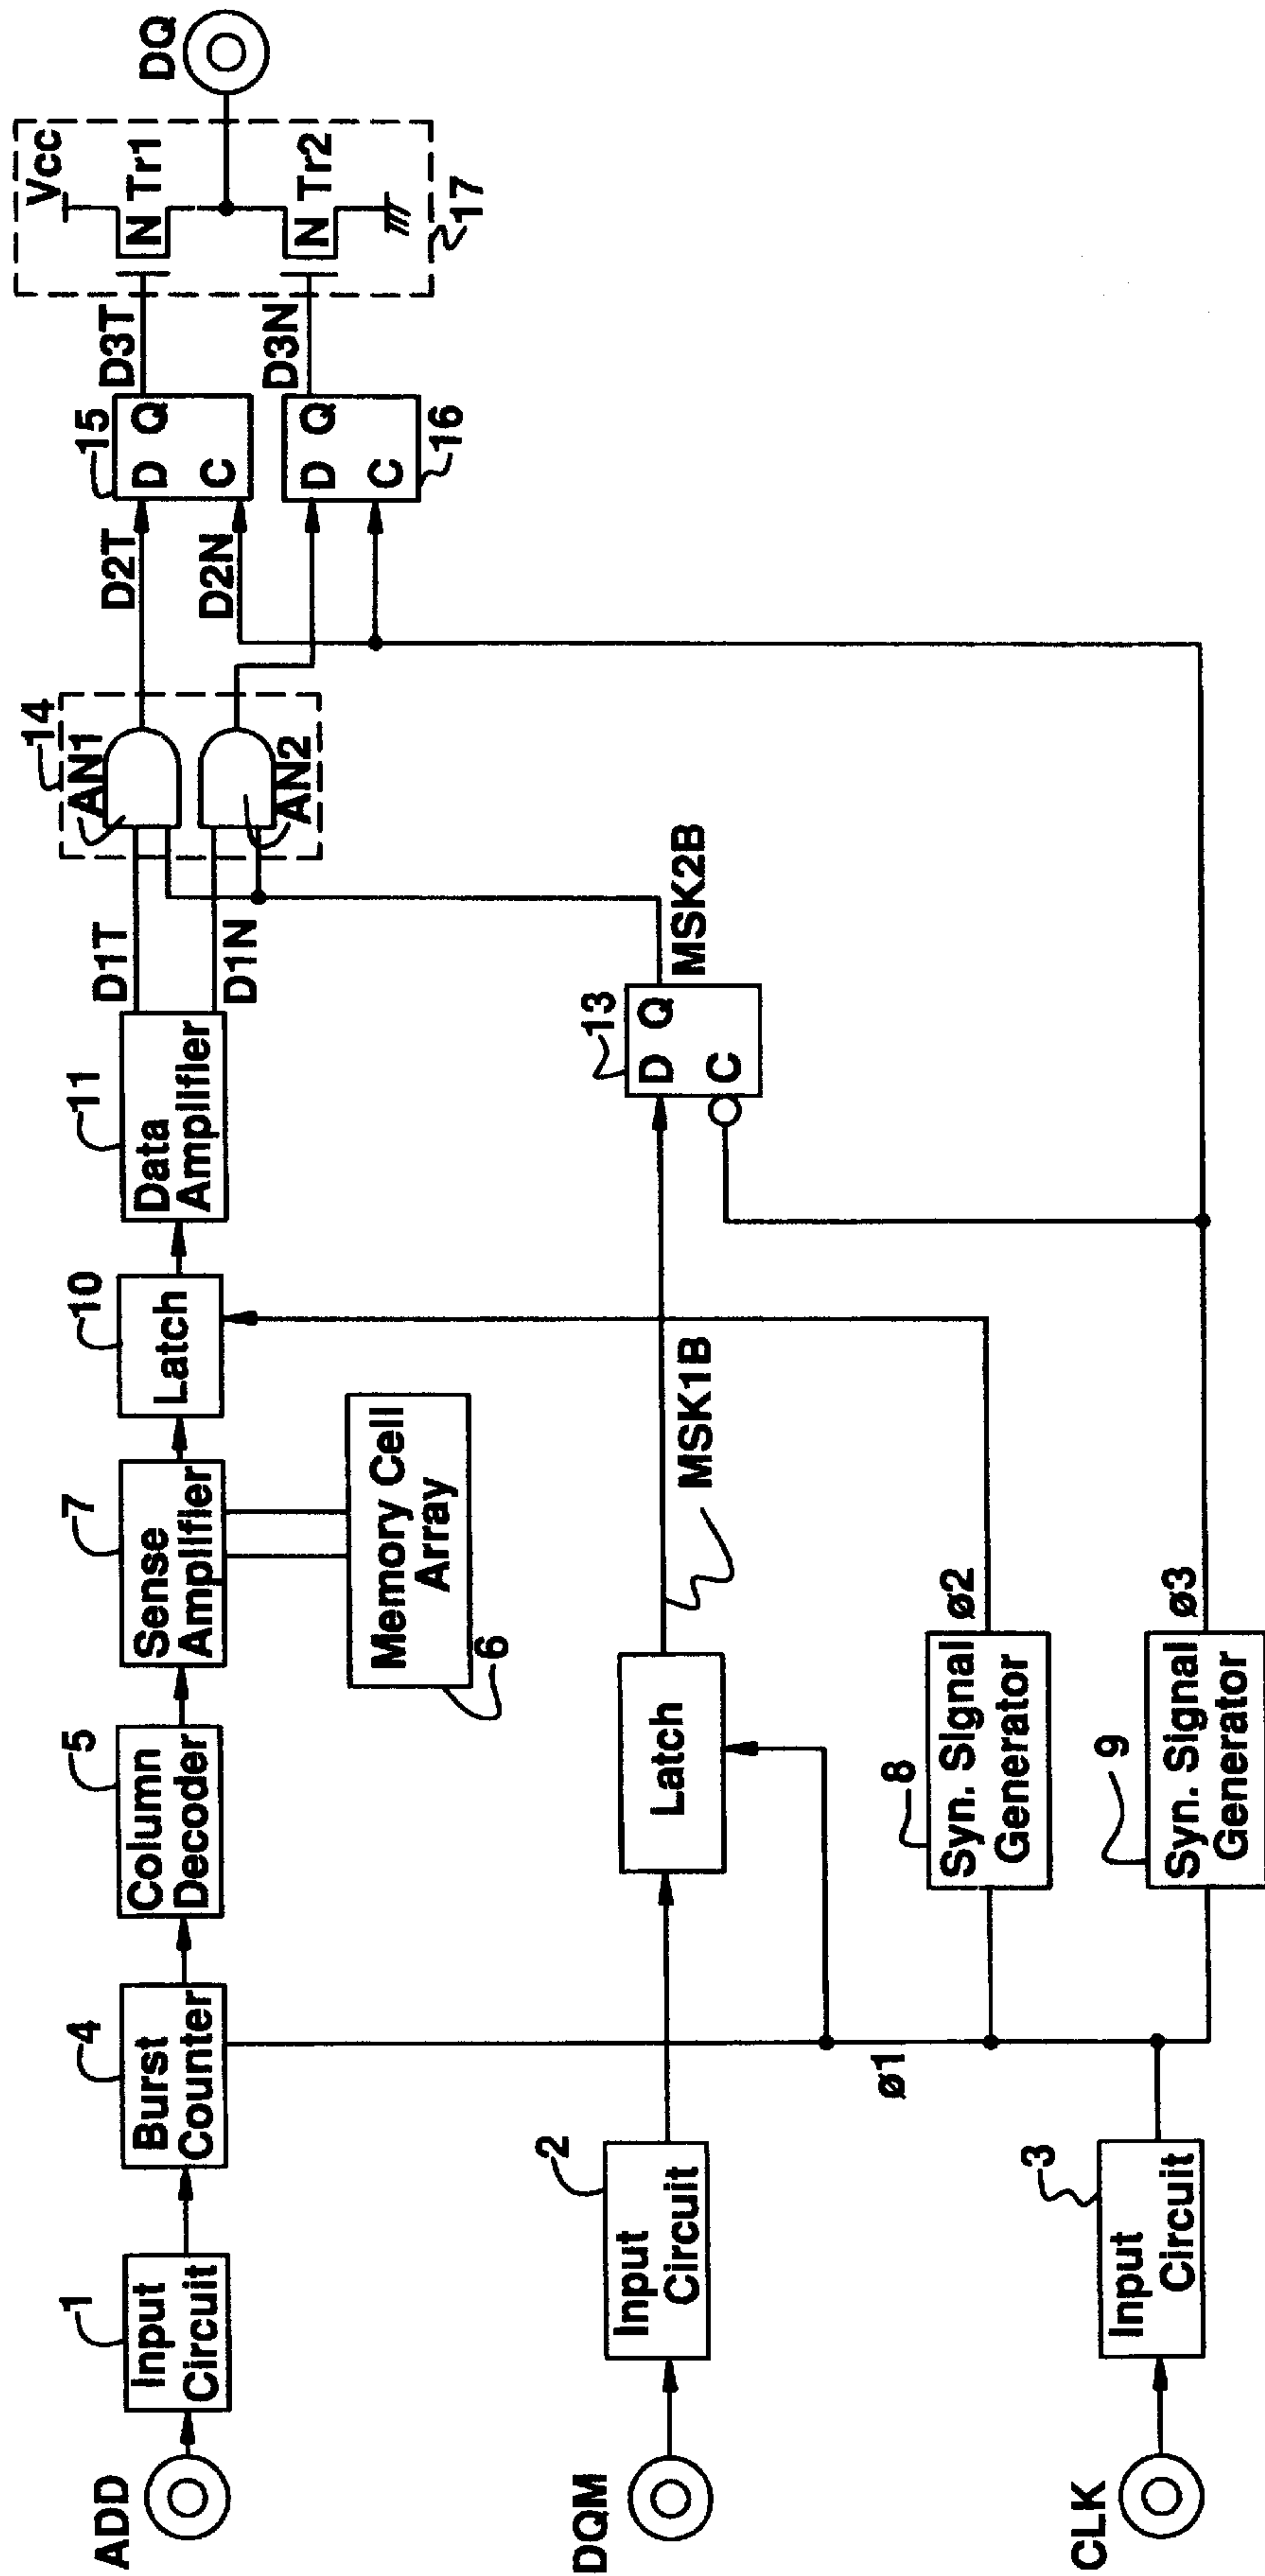 ADD
1
Input
Circuit
4
Burst
Counter
5
Column
Decoder
7
Sense
Amplifier
Memory Cell
Array
6
10
Latch
11
Data
Amplifier
D1T
D1N
14
AN1
AN2
D2T
D2N
15
D Q
C
D Q
C
16
D3T
D3N
Vcc
N Tr1
N Tr2
17
DQ
DQM
2
Input
Circuit
Latch
MSK1B
13
D Q
C
MSK2B
CLK
3
Input
Circuit
ø1
8
Syn. Signal
Generator
ø2
9
Syn. Signal
Generator
ø3